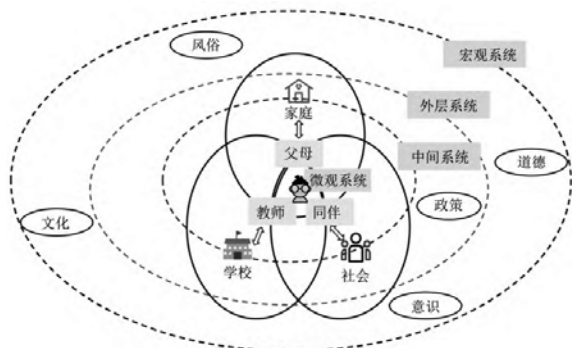 风俗
宏观系统
外层系统
家庭
父母
中间系统
道德
微观系统
教师
同伴
政策
文化
学校
社会
意识